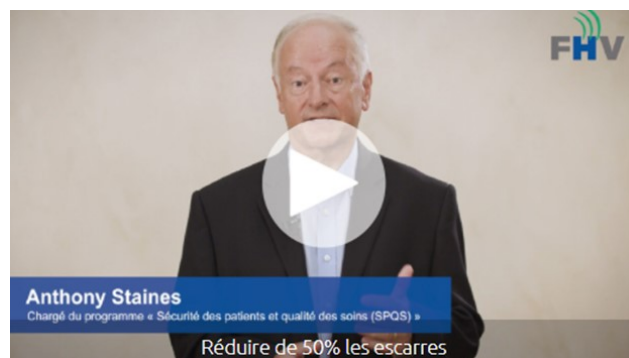 FHV
Anthony Staines
Chargé du programme « Sécurité des patients et qualité des soins (SPQS) »
Réduire de 50% les escarres